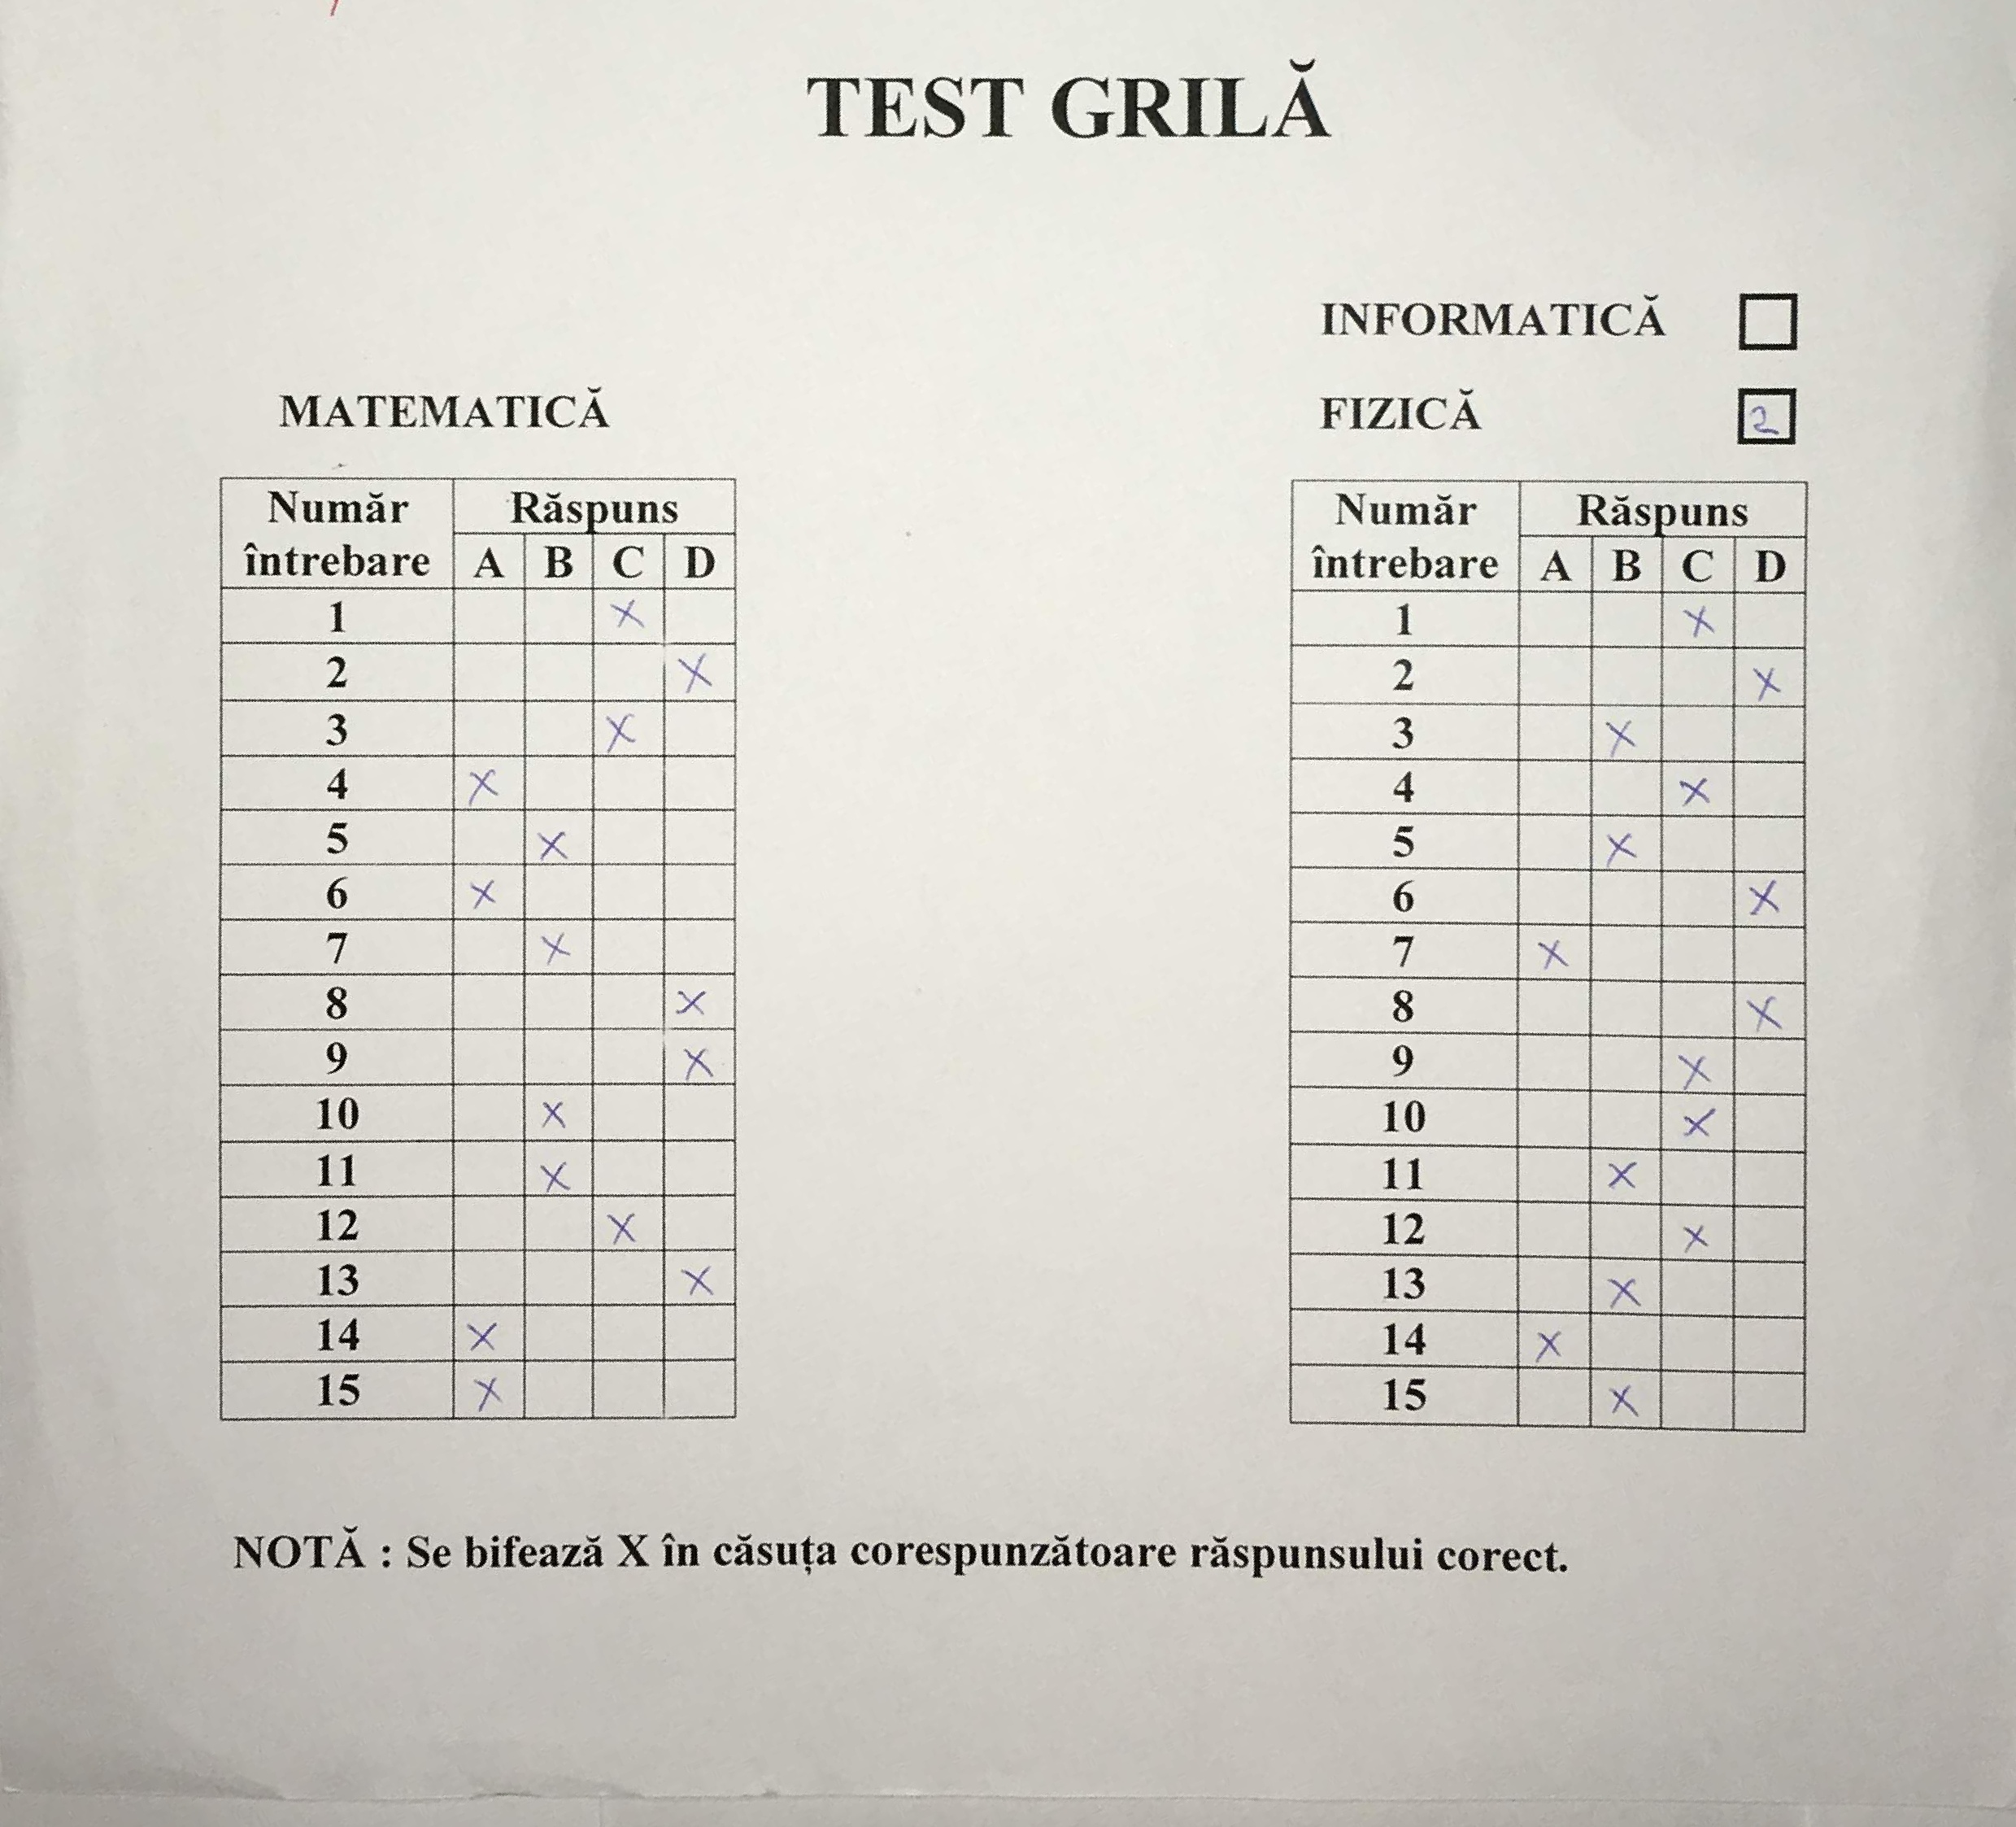 TEST GRILĂ
INFORMATICĂ
MATEMATICĂ
FIZICĂ 2
Număr Răspuns
întrebare A B C D
1 X
2 X
3 X
4 X
5 X
6 X
7 X
8 X
9 X
10 X
11 X
12 X
13 X
14 X
15 X
Număr Răspuns
întrebare A B C D
1 X
2 X
3 X
4 X
5 X
6 X
7 X
8 X
9 X
10 X
11 X
12 X
13 X
14 X
15 X
NOTĂ : Se bifează X în căsuța corespunzătoare răspunsului corect.